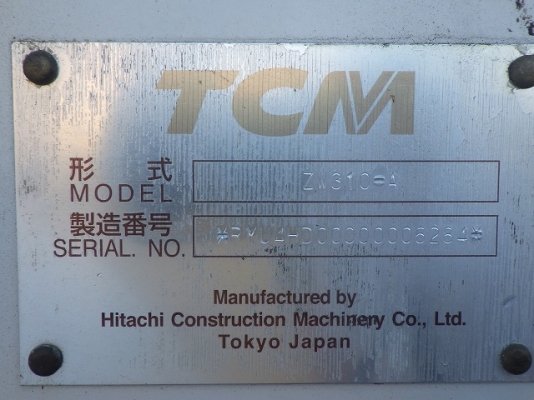 TCM
形式
MODEL
製造番号
SERIAL. NO.
Manufactured by
Hitachi Construction Machinery Co., Ltd.
Tokyo Japan